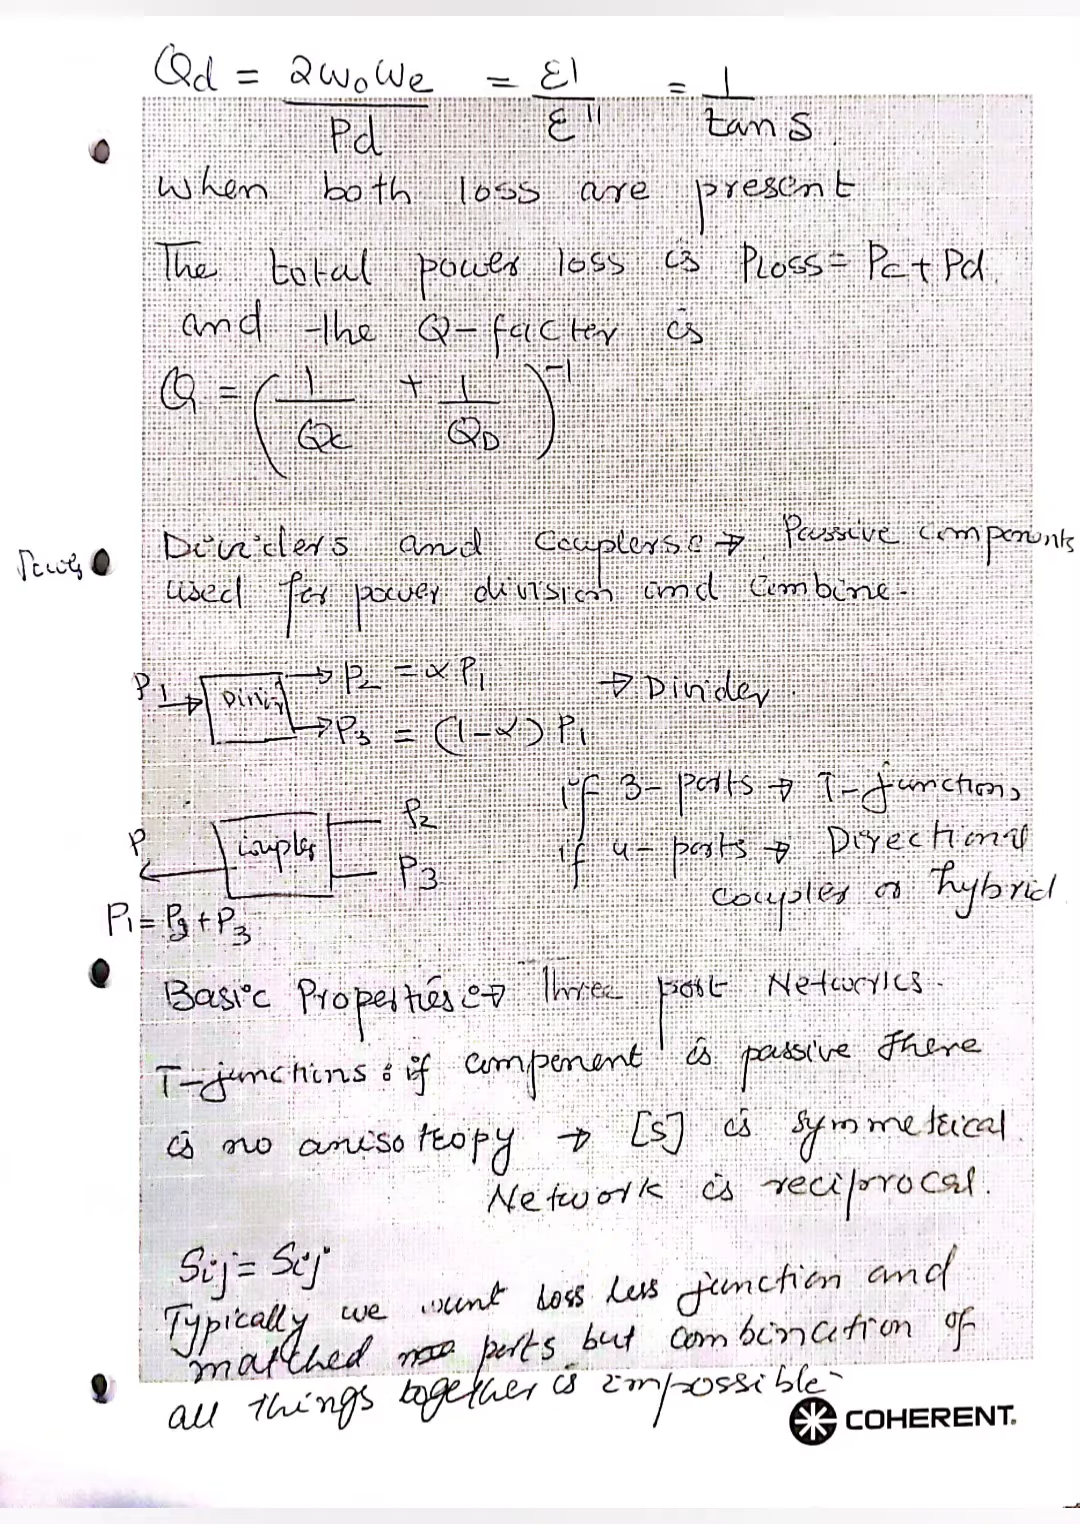 Qd = 2ω₀We / Pd = ε' / ε'' = 1 / tan δ
when both loss are present
The total power loss is PLOSS = Pc + Pd.
and the Q-facter is
Q = (1/Qc + 1/QD)⁻¹
Dividers and Couplers :→ Passive components
used for power division and Combine.
P1 → Divider → P2 = αP1 → Divider
→ P3 = (1-α) P1
if 3-ports → T-junctions
P2
P Coupler if 4-ports → Directional
P3 coupler or hybrid
P1 = P2 + P3
Basic Properties :→ Three port Networks.
T-junctions : if component is passive there
is no anisotropy → [S] is symmeterical.
Network is reciprocal.
Sij = Sij
Typically we want loss less junction and
matched ports but combination of
all things together is impossible-
COHERENT.